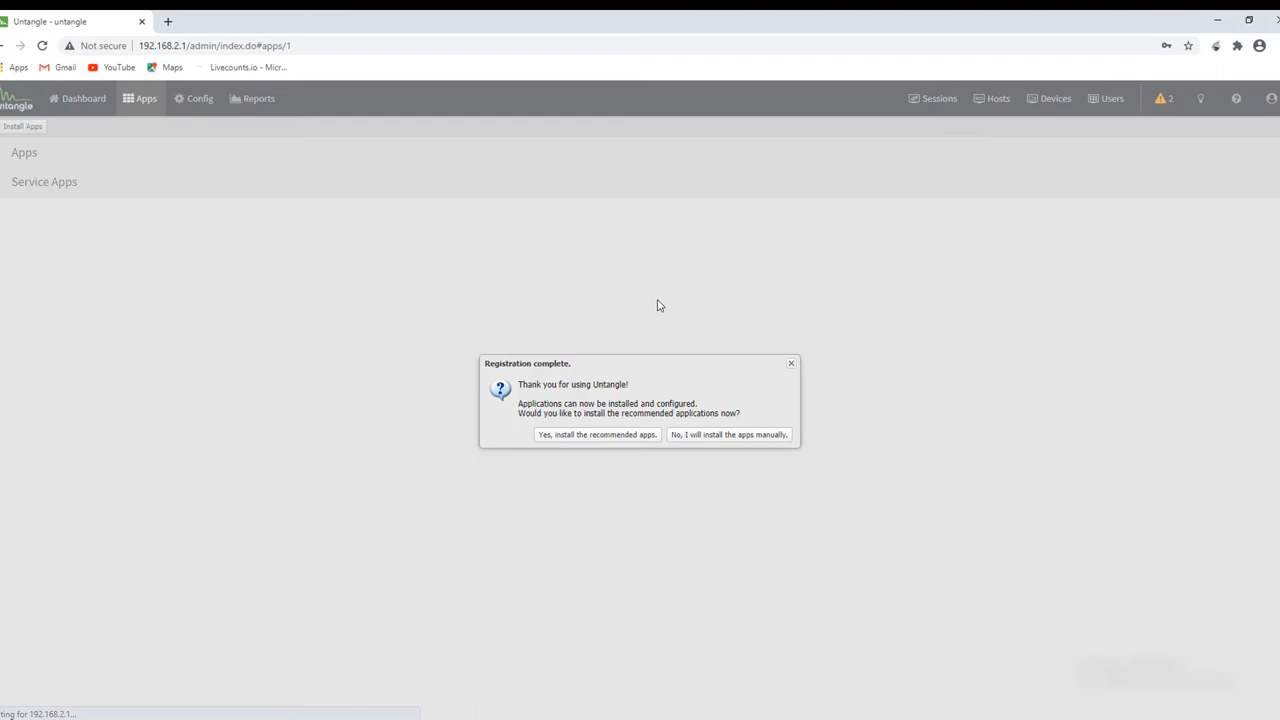 Untangle - untangle
Not secure 192.168.2.1/admin/index.do#apps/1
Apps Gmail YouTube Maps Livecounts.io - Micr...
ntangle Dashboard Apps Config Reports Sessions Hosts Devices Users 2
Install Apps
Apps
Service Apps
Registration complete.
Thank you for using Untangle!
Applications can now be installed and configured.
Would you like to install the recommended applications now?
Yes, install the recommended apps. No, I will install the apps manually.
ting for 192.168.2.1...